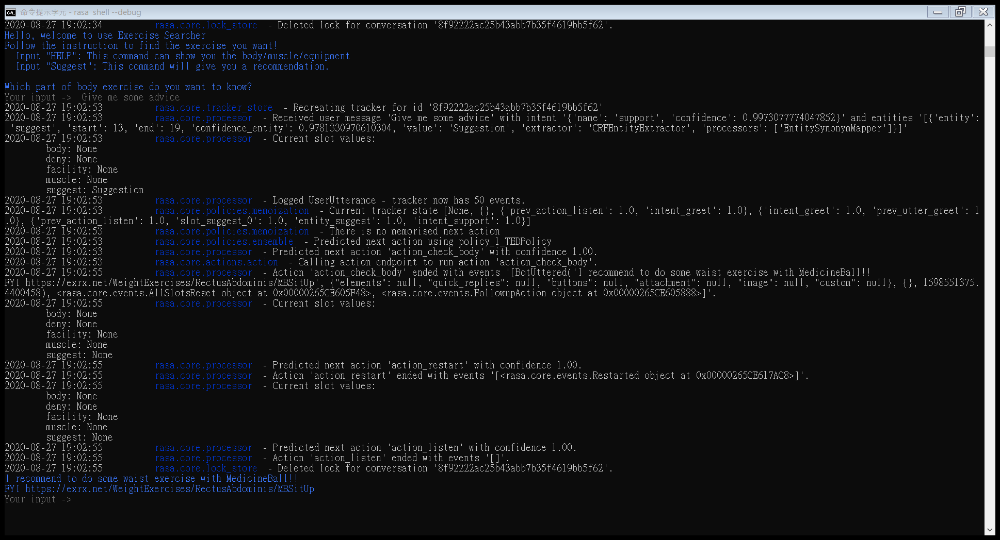 命令提示字元 - rasa  shell --debug
2020-08-27 19:02:34 rasa.core.lock_store - Deleted lock for conversation '8f92222ac25b43abb7b35f4619bb5f62'.
Hello, welcome to use Exercise Searcher
Follow the instruction to find the exercise you want!
Input "HELP": This command can show you the body/muscle/equipment
Input "Suggest": This command will give you a recommendation.
Which part of body exercise do you want to know?
Your input ->  Give me some advice
2020-08-27 19:02:53 rasa.core.tracker_store - Recreating tracker for id '8f92222ac25b43abb7b35f4619bb5f62'
2020-08-27 19:02:53 rasa.core.processor - Received user message 'Give me some advice' with intent '{'name': 'support', 'confidence': 0.9973077774047852}' and entities '[{'entity':
'suggest', 'start': 13, 'end': 19, 'confidence_entity': 0.9781330970610304, 'value': 'Suggestion', 'extractor': 'CRFEntityExtractor', 'processors': ['EntitySynonymMapper']}]'
2020-08-27 19:02:53 rasa.core.processor - Current slot values:
body: None
deny: None
facility: None
muscle: None
suggest: Suggestion
2020-08-27 19:02:53 rasa.core.processor - Logged UserUtterance - tracker now has 50 events.
2020-08-27 19:02:53 rasa.core.policies.memoization - Current tracker state [None, {}, {'prev_action_listen': 1.0, 'intent_greet': 1.0}, {'intent_greet': 1.0, 'prev_utter_greet': 1
.0}, {'prev_action_listen': 1.0, 'slot_suggest_0': 1.0, 'entity_suggest': 1.0, 'intent_support': 1.0}]
2020-08-27 19:02:53 rasa.core.policies.memoization - There is no memorised next action
2020-08-27 19:02:53 rasa.core.policies.ensemble - Predicted next action using policy_1_TEDPolicy
2020-08-27 19:02:53 rasa.core.processor - Predicted next action 'action_check_body' with confidence 1.00.
2020-08-27 19:02:53 rasa.core.actions.action - Calling action endpoint to run action 'action_check_body'.
2020-08-27 19:02:55 rasa.core.processor - Action 'action_check_body' ended with events '[BotUttered('I recommend to do some waist exercise with MedicineBall!!
FYI https://exrx.net/WeightExercises/RectusAbdominis/MBSitUp', {"elements": null, "quick_replies": null, "buttons": null, "attachment": null, "image": null, "custom": null}, {}, 1598551375.
4400458), <rasa.core.events.AllSlotsReset object at 0x00000265CE605F48>, <rasa.core.events.FollowupAction object at 0x00000265CE605888>]'.
2020-08-27 19:02:55 rasa.core.processor - Current slot values:
body: None
deny: None
facility: None
muscle: None
suggest: None
2020-08-27 19:02:55 rasa.core.processor - Predicted next action 'action_restart' with confidence 1.00.
2020-08-27 19:02:55 rasa.core.processor - Action 'action_restart' ended with events '[<rasa.core.events.Restarted object at 0x00000265CE617AC8>]'.
2020-08-27 19:02:55 rasa.core.processor - Current slot values:
body: None
deny: None
facility: None
muscle: None
suggest: None
2020-08-27 19:02:55 rasa.core.processor - Predicted next action 'action_listen' with confidence 1.00.
2020-08-27 19:02:55 rasa.core.processor - Action 'action_listen' ended with events '[]'.
2020-08-27 19:02:55 rasa.core.lock_store - Deleted lock for conversation '8f92222ac25b43abb7b35f4619bb5f62'.
I recommend to do some waist exercise with MedicineBall!!
FYI https://exrx.net/WeightExercises/RectusAbdominis/MBSitUp
Your input ->